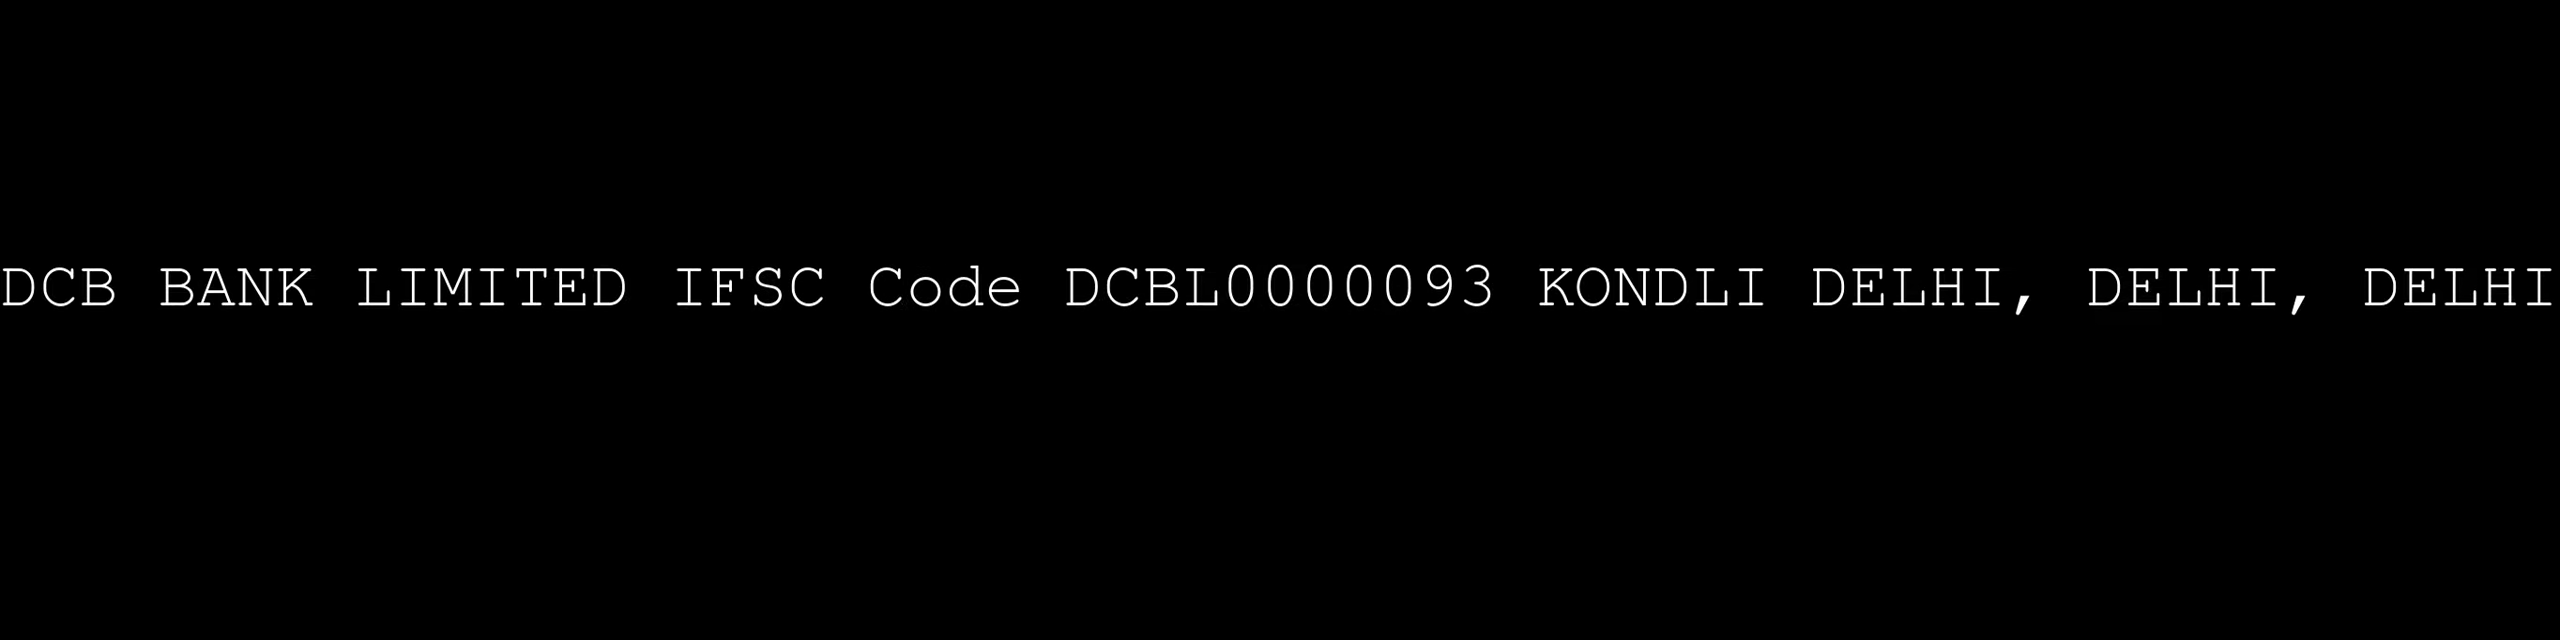 DCB BANK LIMITED IFSC Code DCBL0000093 KONDLI DELHI, DELHI, DELHI